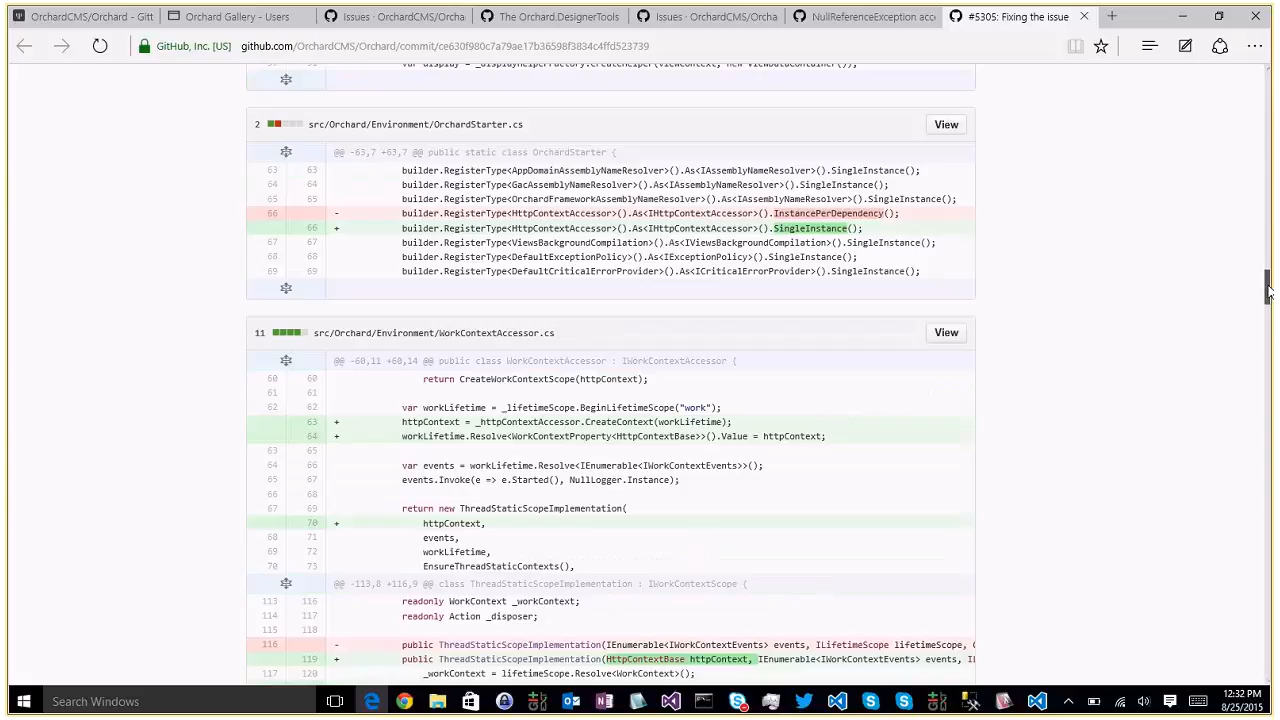 Orchard CMS/Orchard - Gitt
Orchard Gallery - Users
Issues · OrchardCMS/Orcha
The Orchard.DesignerTools
Issues · OrchardCMS/Orcha
NullReferenceException acc
#5305: Fixing the issue
GitHub, Inc. [US] github.com/OrchardCMS/Orchard/commit/ce630f980c7a79ae17b36598f3834c4ffd523739
var display = _displayHelperFactory.CreateHelper(viewContext, new ViewDataContainer());
2 src/Orchard/Environment/OrchardStarter.cs View
@@ -63,7 +63,7 @@ public static class OrchardStarter {
63 63 builder.RegisterType<AppDomainAssemblyNameResolver>().As<IAssemblyNameResolver>().SingleInstance();
64 64 builder.RegisterType<GacAssemblyNameResolver>().As<IAssemblyNameResolver>().SingleInstance();
65 65 builder.RegisterType<OrchardFrameworkAssemblyNameResolver>().As<IAssemblyNameResolver>().SingleInstance();
66 - builder.RegisterType<HttpContextAccessor>().As<IHttpContextAccessor>().InstancePerDependency();
66 + builder.RegisterType<HttpContextAccessor>().As<IHttpContextAccessor>().SingleInstance();
67 67 builder.RegisterType<ViewsBackgroundCompilation>().As<IViewsBackgroundCompilation>().SingleInstance();
68 68 builder.RegisterType<DefaultExceptionPolicy>().As<IExceptionPolicy>().SingleInstance();
69 69 builder.RegisterType<DefaultCriticalErrorProvider>().As<ICriticalErrorProvider>().SingleInstance();
11 src/Orchard/Environment/WorkContextAccessor.cs View
@@ -60,11 +60,14 @@ public class WorkContextAccessor : IWorkContextAccessor {
60 60 return CreateWorkContextScope(httpContext);
61 61
62 62 var workLifetime = _lifetimeScope.BeginLifetimeScope("work");
63 + httpContext = _httpContextAccessor.CreateContext(workLifetime);
64 + workLifetime.Resolve<WorkContextProperty<HttpContextBase>>().Value = httpContext;
63 65
64 66 var events = workLifetime.Resolve<IEnumerable<IWorkContextEvents>>();
65 67 events.Invoke(e => e.Started(), NullLogger.Instance);
66 68
67 69 return new ThreadStaticScopeImplementation(
70 + httpContext,
68 71 events,
69 72 workLifetime,
70 73 EnsureThreadStaticContexts(),
@@ -113,8 +116,9 @@ class ThreadStaticScopeImplementation : IWorkContextScope {
113 116 readonly WorkContext _workContext;
114 117 readonly Action _disposer;
115 118
116 - public ThreadStaticScopeImplementation(IEnumerable<IWorkContextEvents> events, ILifetimeScope lifetimeScope,
119 + public ThreadStaticScopeImplementation(HttpContextBase httpContext, IEnumerable<IWorkContextEvents> events,
117 120 _workContext = lifetimeScope.Resolve<WorkContext>();
Search Windows
12:32 PM
8/25/2015